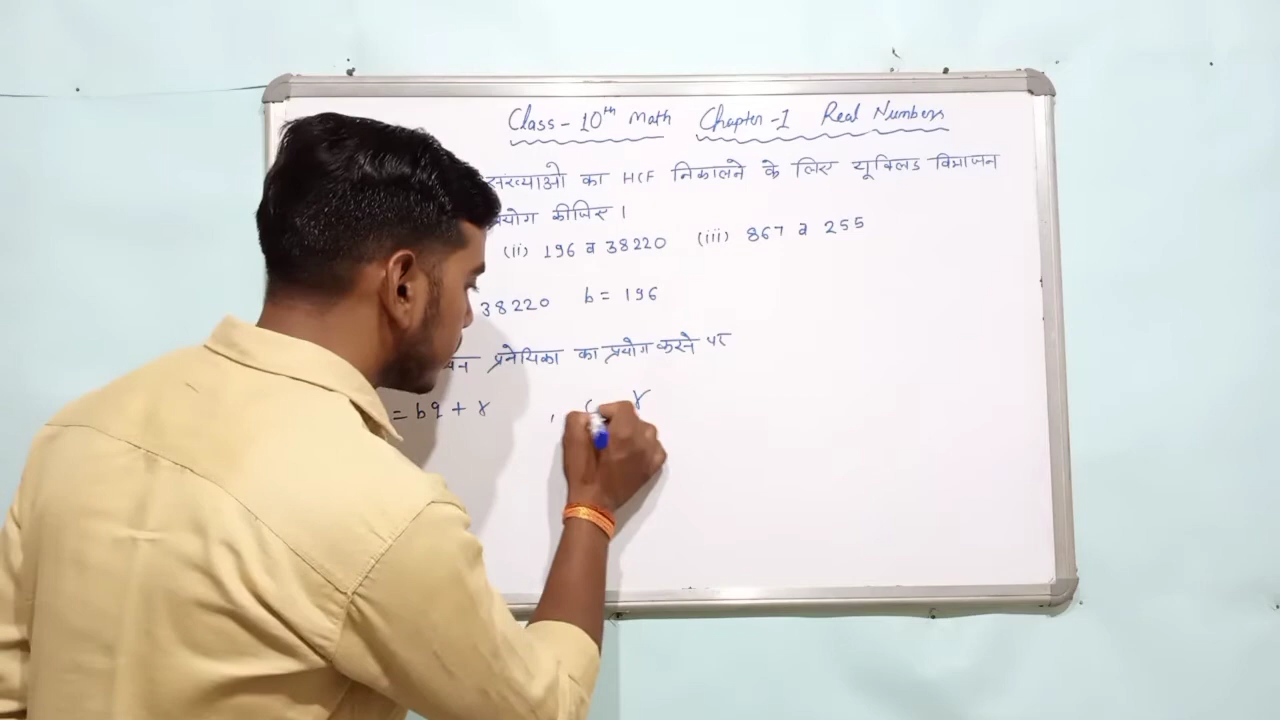 Class - 10th Math Chapter -1 Real Numbers
संख्याओ का HCF निकालने के लिए यूक्लिड विभाजन
कीजिए ।
(ii) 196 व 38220 (iii) 867 व 255
38220 b = 196
प्रमेयिका का प्रयोग करने पर
= bq + r , r